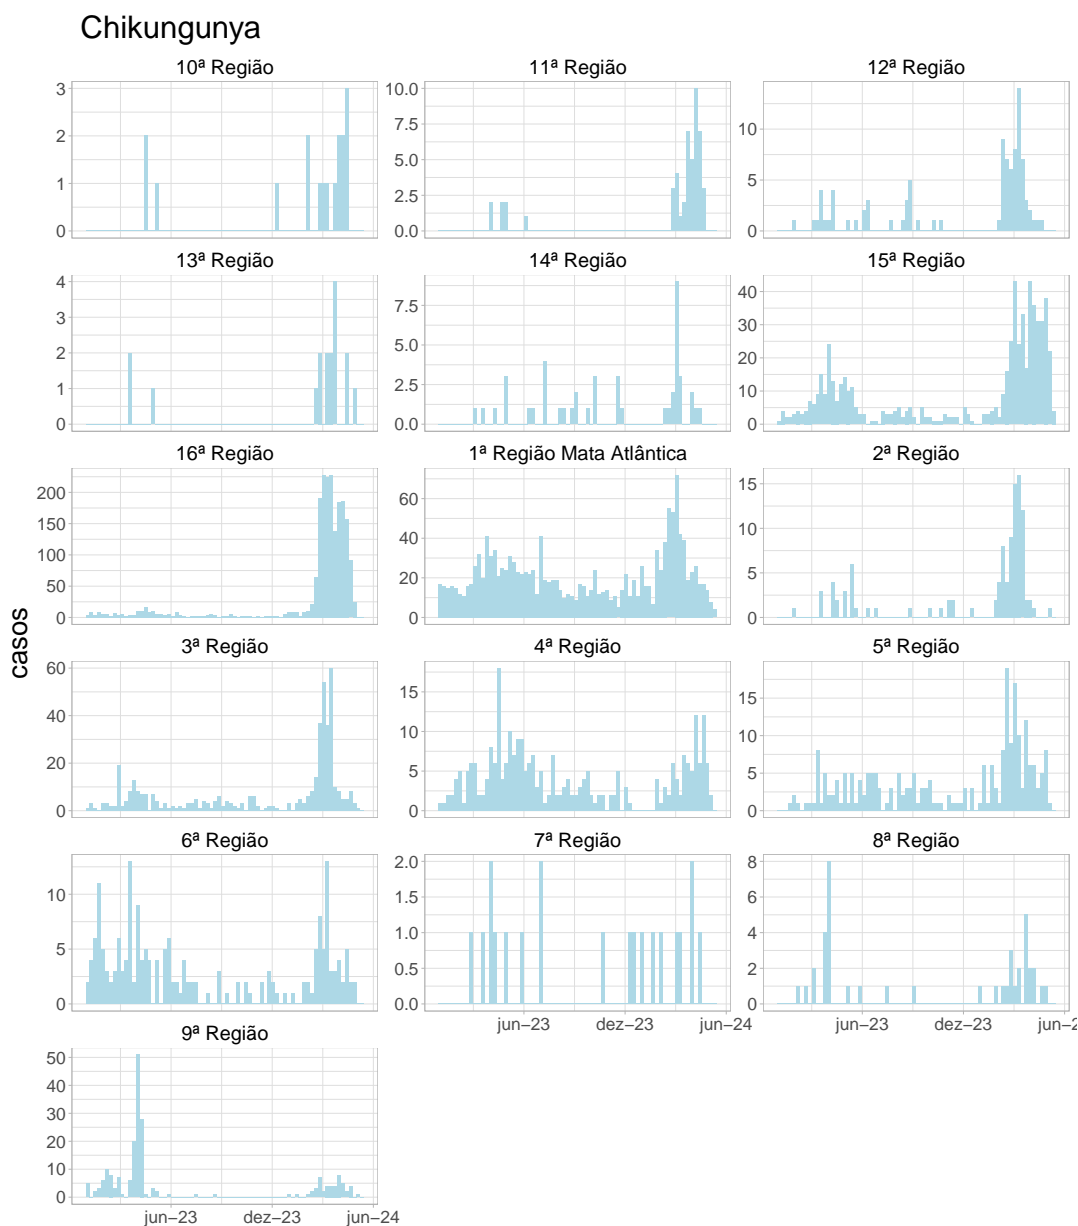 Chikungunya
10ª Região
11ª Região
12ª Região
3
2
1
0
10.0
7.5
5.0
2.5
0.0
10
5
0
13ª Região
14ª Região
15ª Região
4
3
2
1
0
7.5
5.0
2.5
0.0
40
30
20
10
0
16ª Região
1ª Região Mata Atlântica
2ª Região
200
150
100
50
0
60
40
20
0
15
10
5
0
casos
3ª Região
4ª Região
5ª Região
60
40
20
0
15
10
5
0
15
10
5
0
6ª Região
7ª Região
8ª Região
10
5
0
2.0
1.5
1.0
0.5
0.0
8
6
4
2
0
jun–23
dez–23
jun–24
jun–23
dez–23
jun–2
9ª Região
50
40
30
20
10
0
jun–23
dez–23
jun–24